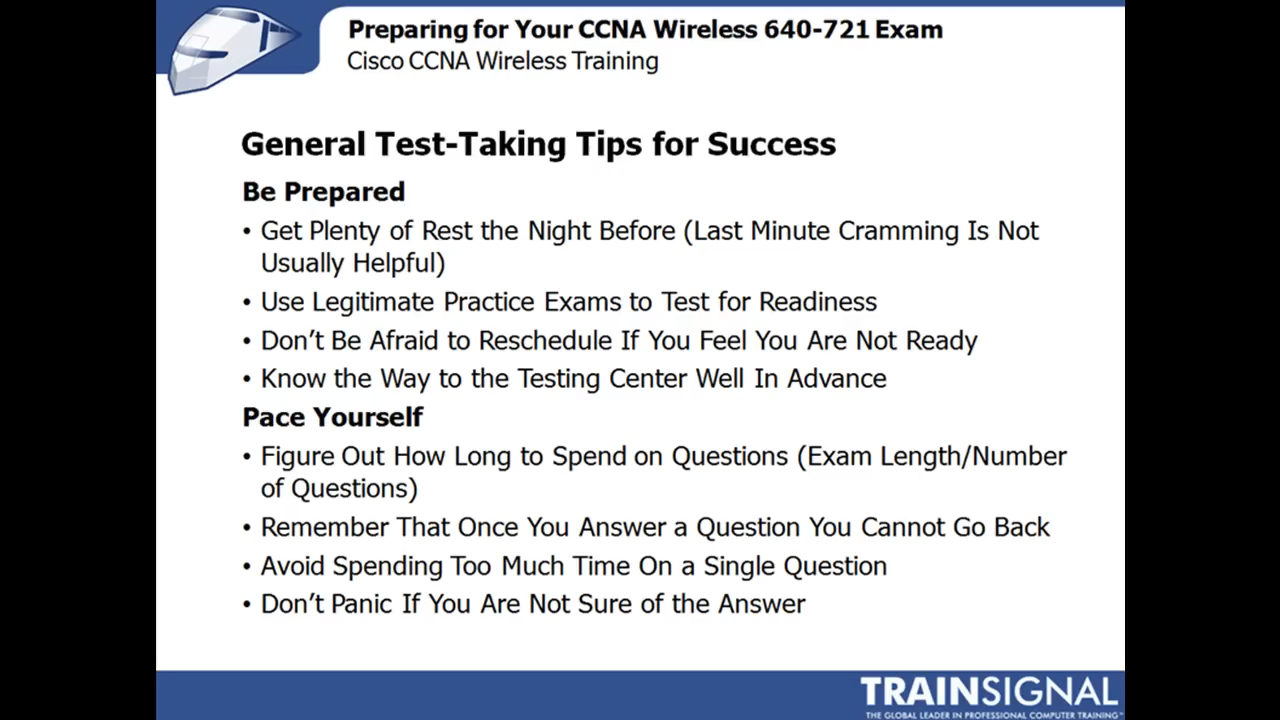 Preparing for Your CCNA Wireless 640-721 Exam
Cisco CCNA Wireless Training
General Test-Taking Tips for Success
Be Prepared
• Get Plenty of Rest the Night Before (Last Minute Cramming Is Not
Usually Helpful)
• Use Legitimate Practice Exams to Test for Readiness
• Don't Be Afraid to Reschedule If You Feel You Are Not Ready
• Know the Way to the Testing Center Well In Advance
Pace Yourself
• Figure Out How Long to Spend on Questions (Exam Length/Number
of Questions)
• Remember That Once You Answer a Question You Cannot Go Back
• Avoid Spending Too Much Time On a Single Question
• Don't Panic If You Are Not Sure of the Answer
TRAINSIGNAL
THE GLOBAL LEADER IN PROFESSIONAL COMPUTER TRAINING™